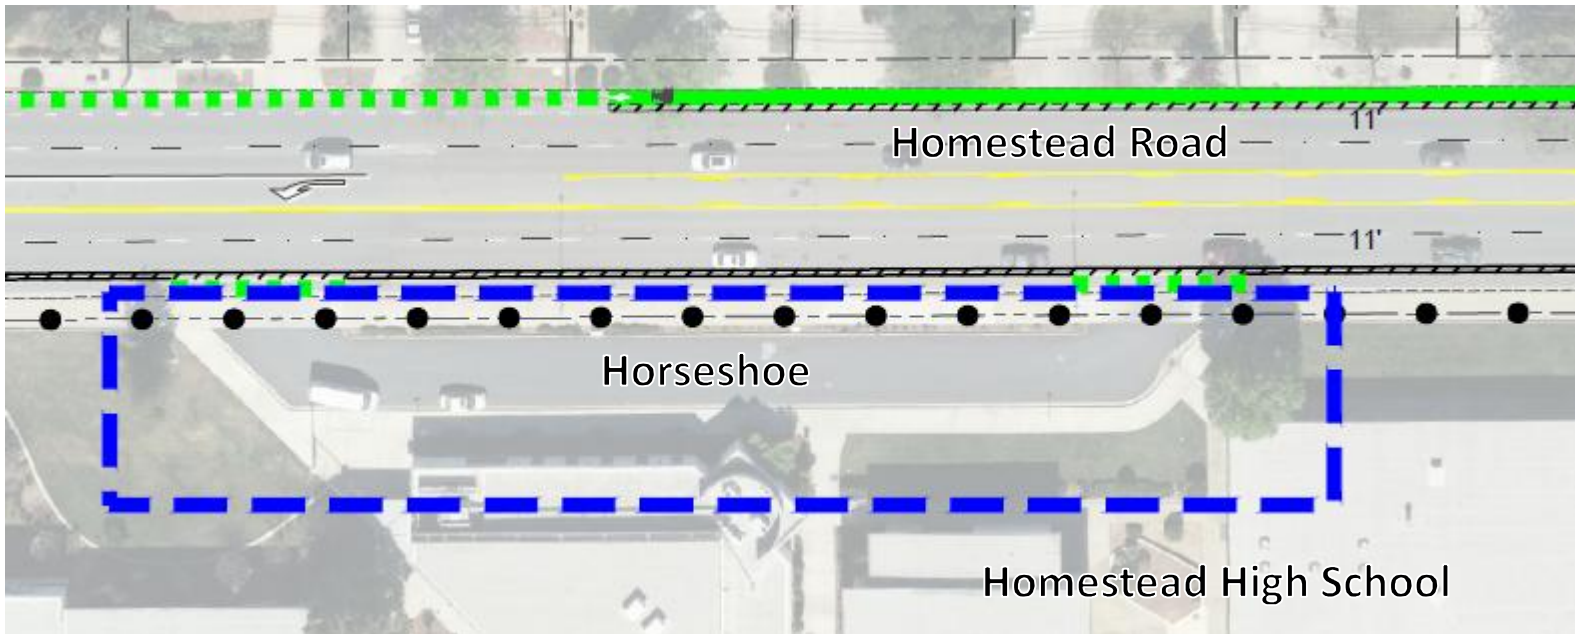 11'
Homestead Road
11'
Horseshoe
Homestead High School